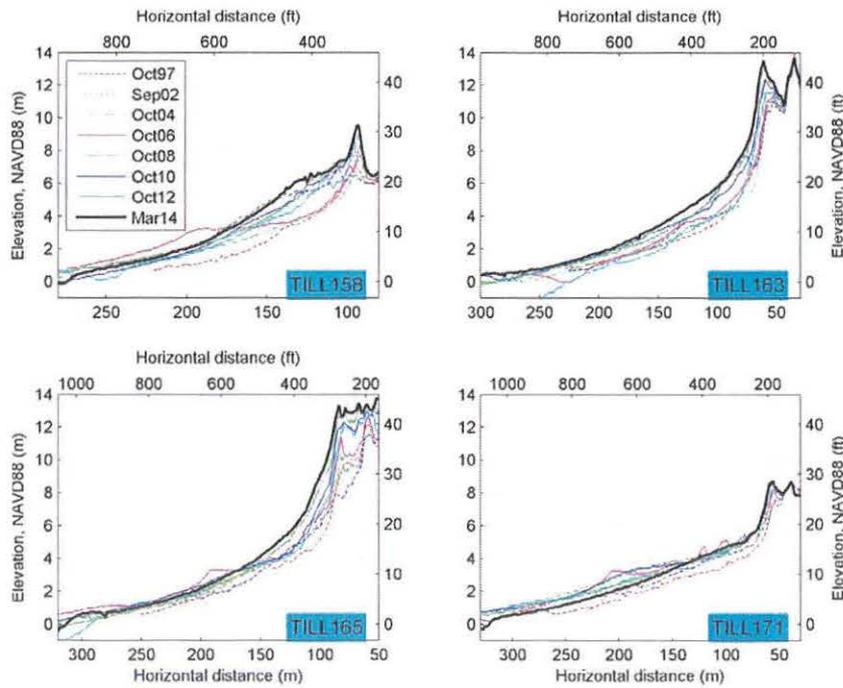 Horizontal distance (ft)
800 600 400
Elevation, NAVD88 (m)
14
12
10
8
6
4
2
0
Oct97
Sep02
Oct04
Oct06
Oct08
Oct10
Oct12
Mar14
40
30
20
10
0
TILL158
250 200 150 100
Horizontal distance (ft)
800 600 400 200
14
12
10
8
6
4
2
0
40
30
20
10
0
Elevation, NAVD88 (ft)
TILL163
300 250 200 150 100 50
Horizontal distance (ft)
1000 800 600 400 200
Elevation, NAVD88 (m)
14
12
10
8
6
4
2
0
40
30
20
10
0
TILL165
300 250 200 150 100 50
Horizontal distance (m)
Horizontal distance (ft)
1000 800 600 400 200
14
12
10
8
6
4
2
0
40
30
20
10
0
Elevation, NAVD88 (ft)
TILL171
300 250 200 150 100 50
Horizontal distance (m)